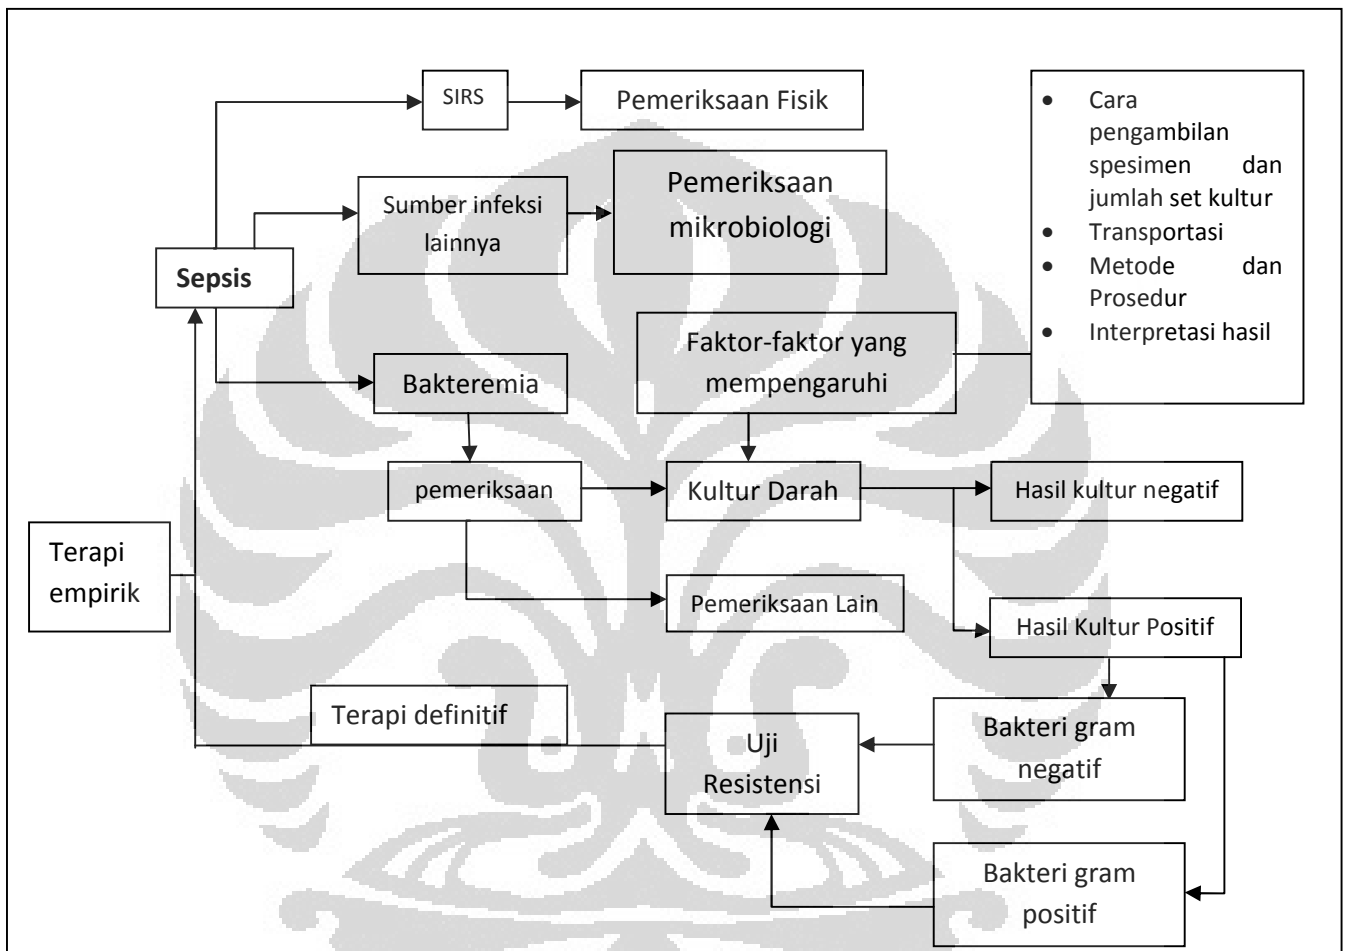 SIRS
Pemeriksaan Fisik
• Cara
pengambilan
spesimen dan
jumlah set kultur
• Transportasi
• Metode dan
Prosedur
• Interpretasi hasil
Sumber infeksi
lainnya
Pemeriksaan
mikrobiologi
Sepsis
Faktor-faktor yang
mempengaruhi
Bakteremia
pemeriksaan
Kultur Darah
Hasil kultur negatif
Terapi
empirik
Pemeriksaan Lain
Hasil Kultur Positif
Terapi definitif
Uji
Resistensi
Bakteri gram
negatif
Bakteri gram
positif